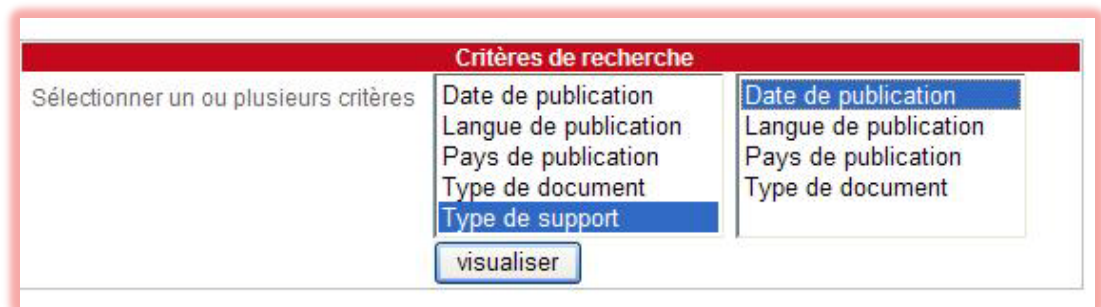 Critères de recherche
Sélectionner un ou plusieurs critères
Date de publication
Langue de publication
Pays de publication
Type de document
Type de support
Date de publication
Langue de publication
Pays de publication
Type de document
visualiser